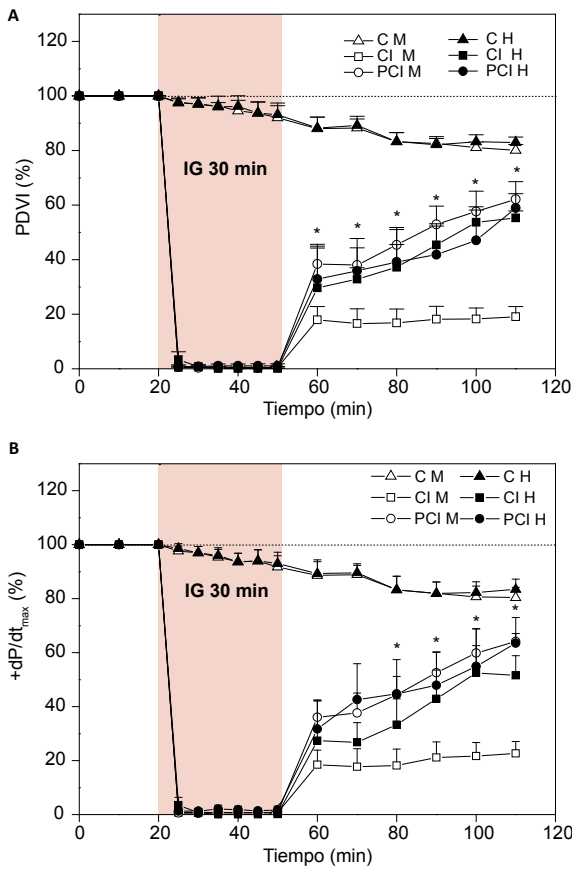 A
120
100
80
60
40
20
0
PDVI (%)
C M
CI M
PCI M
C H
CI H
PCI H
IG 30 min
* * * * * *
0 20 40 60 80 100 120
Tiempo (min)
B
120
100
80
60
40
20
0
+dP/dtmax (%)
C M
CI M
PCI M
C H
CI H
PCI H
IG 30 min
* * * *
0 20 40 60 80 100 120
Tiempo (min)